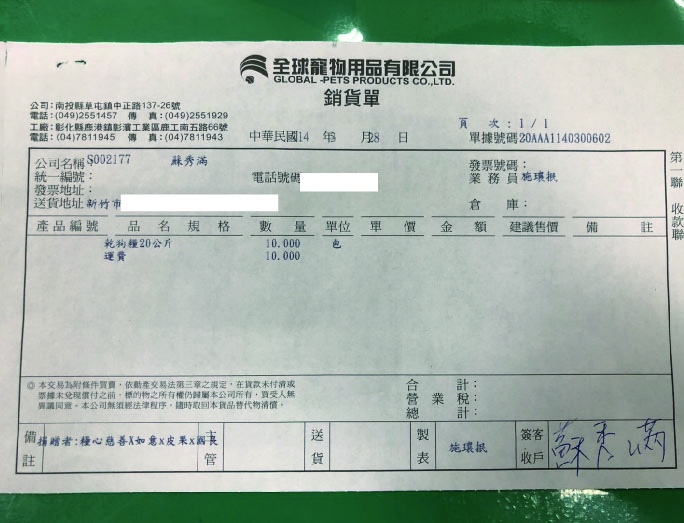 全球寵物用品有限公司
GLOBAL -PETS PRODUCTS CO.,LTD.
銷貨單
公司：南投縣草屯鎮中正路137-26號
電話：(049)2551457 傳 真：(049)2551929
工廠：彰化縣鹿港鎮彰濱工業區鹿工南五路66號
電話：(04)7811945 傳 真：(04)7811943
中華民國114 年3 月28 日
頁 次：1 / 1
單據號碼20AAA1140300602
公司名稱：S002177 蘇秀滿
統一編號：
電話號碼
發票地址：
送貨地址 新竹市
發票號碼：
業務員 施環掀
倉 庫：
第一聯 收款聯
產品編號 品名規格 數量 單位 單價 金額 建議售價 備註
乾狗糧20公斤 10.000 包
運費 10.000
◎ 本交易為附條件買賣，依動產交易法第三章之規定，在貨款未付清或
票據未兌現償付之前，標的物之所有權仍歸屬本公司所有，買受人無
異議同意。本公司無須經法律程序，隨時取回本貨品替代物清償。
合 計：
營 業 稅：
總 計：
備註 捐贈者：種心慈善X如意x皮果x國長
主管
送貨
製表 施環掀
客戶簽收 蘇秀滿